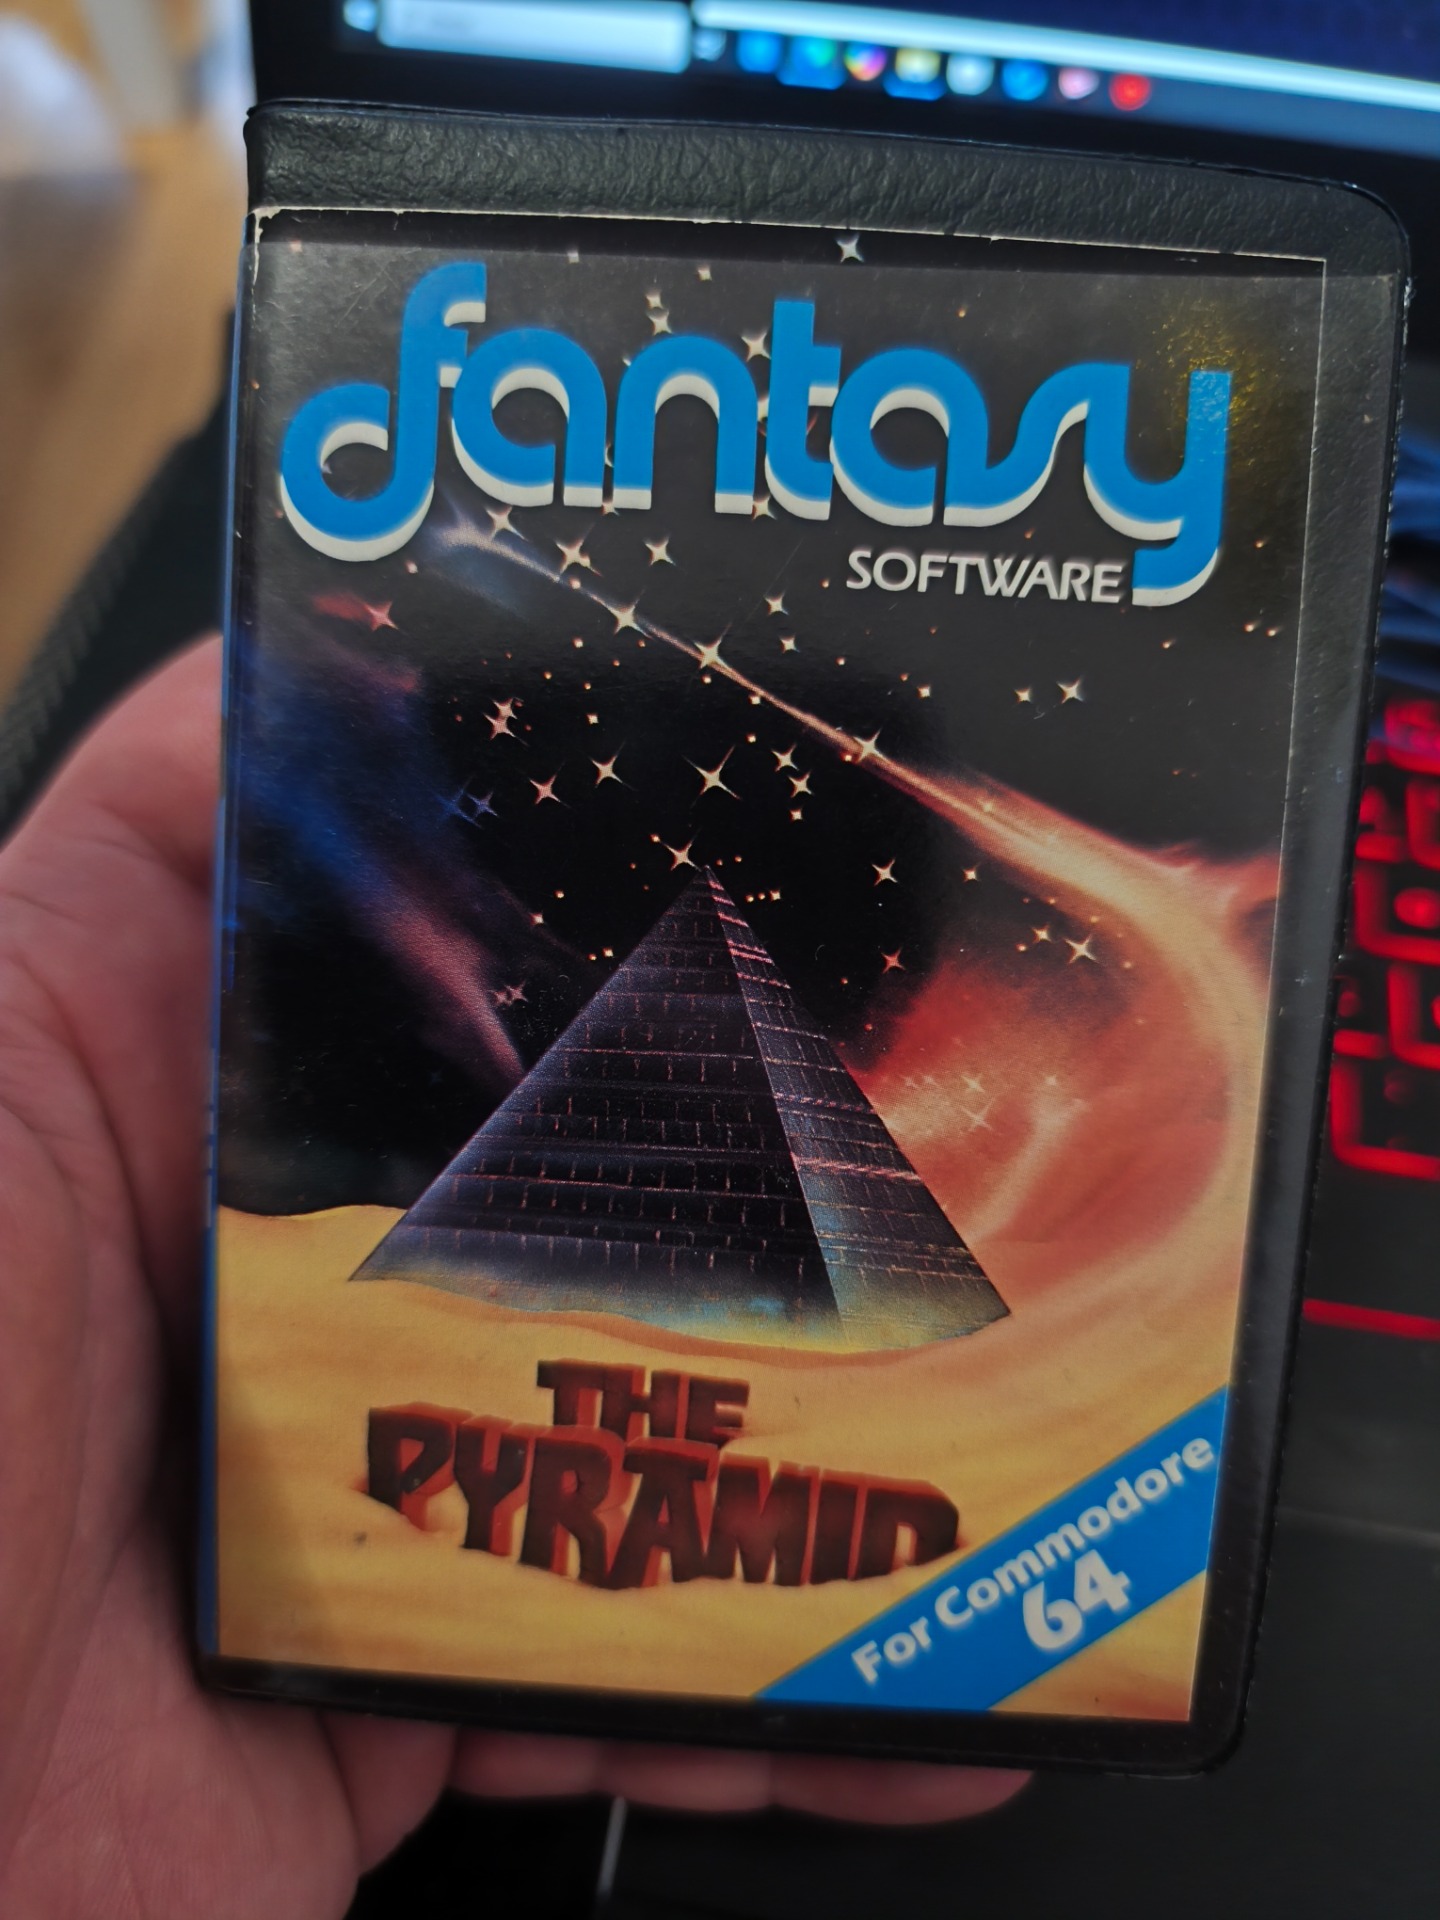 fantasy
SOFTWARE
THE
PYRAMID
For Commodore
64